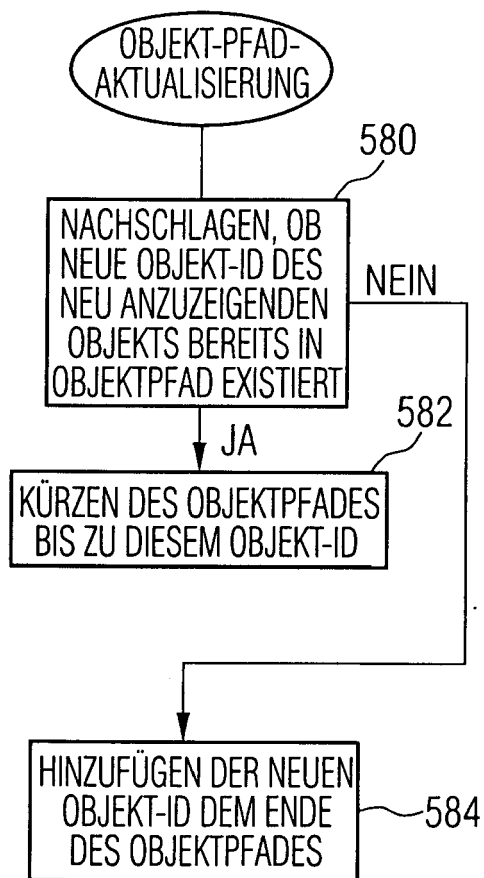 OBJEKT-PFAD-
AKTUALISIERUNG
580
NACHSCHLAGEN, OB
NEUE OBJEKT-ID DES
NEU ANZUZEIGENDEN
OBJEKTS BEREITS IN
OBJEKTPFAD EXISTIERT
NEIN
JA
582
KÜRZEN DES OBJEKTPFADES
BIS ZU DIESEM OBJEKT-ID
HINZUFÜGEN DER NEUEN
OBJEKT-ID DEM ENDE
DES OBJEKTPFADES
584